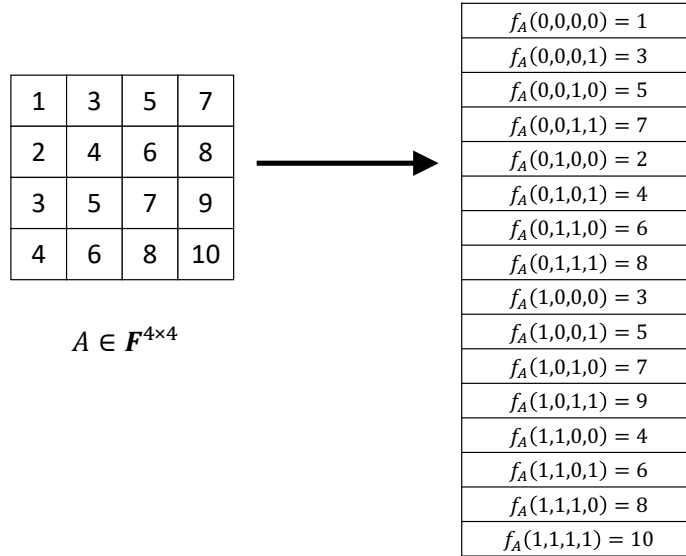 1 3 5 7
2 4 6 8
3 5 7 9
4 6 8 10
A ∈ F^{4×4}
f_A(0,0,0,0) = 1
f_A(0,0,0,1) = 3
f_A(0,0,1,0) = 5
f_A(0,0,1,1) = 7
f_A(0,1,0,0) = 2
f_A(0,1,0,1) = 4
f_A(0,1,1,0) = 6
f_A(0,1,1,1) = 8
f_A(1,0,0,0) = 3
f_A(1,0,0,1) = 5
f_A(1,0,1,0) = 7
f_A(1,0,1,1) = 9
f_A(1,1,0,0) = 4
f_A(1,1,0,1) = 6
f_A(1,1,1,0) = 8
f_A(1,1,1,1) = 10